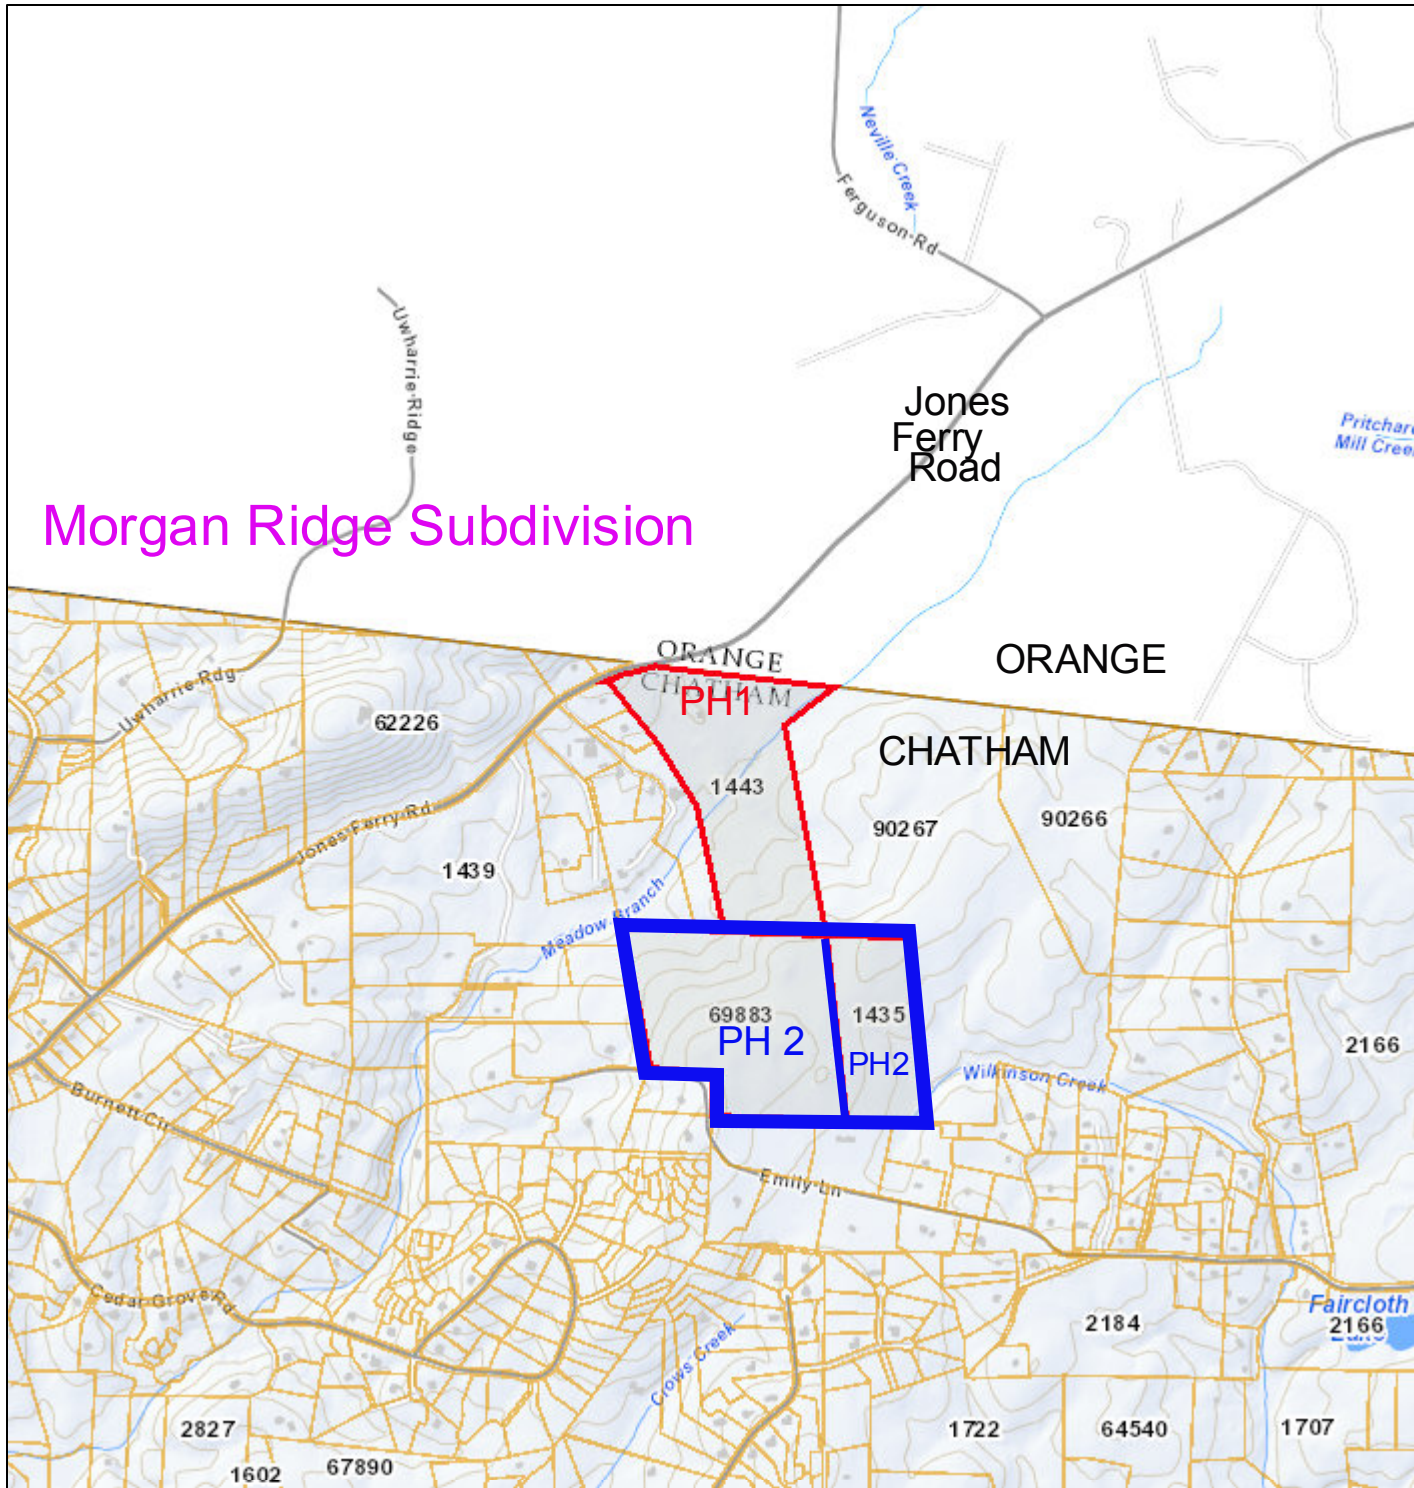 Neville Creek
Ferguson Rd
Uwharrie Ridge
Jones
Ferry
Road
Pritchard
Mill Creek
Morgan Ridge Subdivision
ORANGE
CHATHAM
PH1
ORANGE
CHATHAM
Uwharrie Rdg
62226
1443
90267
90266
Jones Ferry Rd
1439
Meadow Branch
69883
PH 2
1435
PH2
2166
Wilkinson Creek
Burnett Cir
Emily Ln
Cedar Grove Rd
Crows Creek
Faircloth
2166
Lake
2184
2827
1602
67890
1722
64540
1707